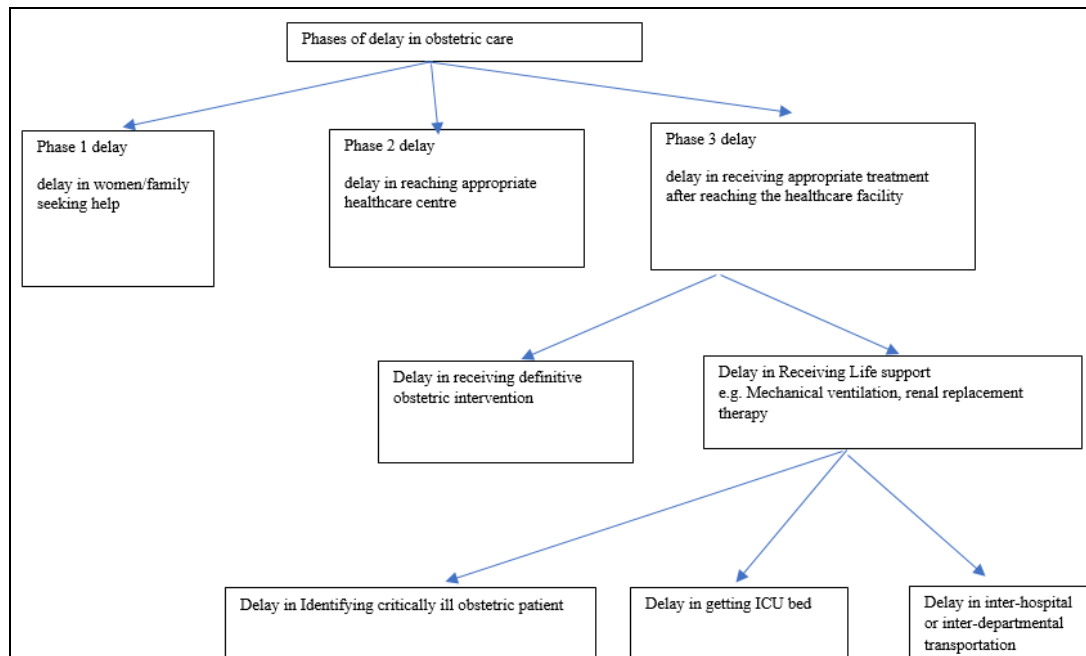 Phases of delay in obstetric care
Phase 1 delay
delay in women/family
seeking help
Phase 2 delay
delay in reaching appropriate
healthcare centre
Phase 3 delay
delay in receiving appropriate treatment
after reaching the healthcare facility
Delay in receiving definitive
obstetric intervention
Delay in Receiving Life support
e.g. Mechanical ventilation, renal replacement
therapy
Delay in Identifying critically ill obstetric patient
Delay in getting ICU bed
Delay in inter-hospital
or inter-departmental
transportation